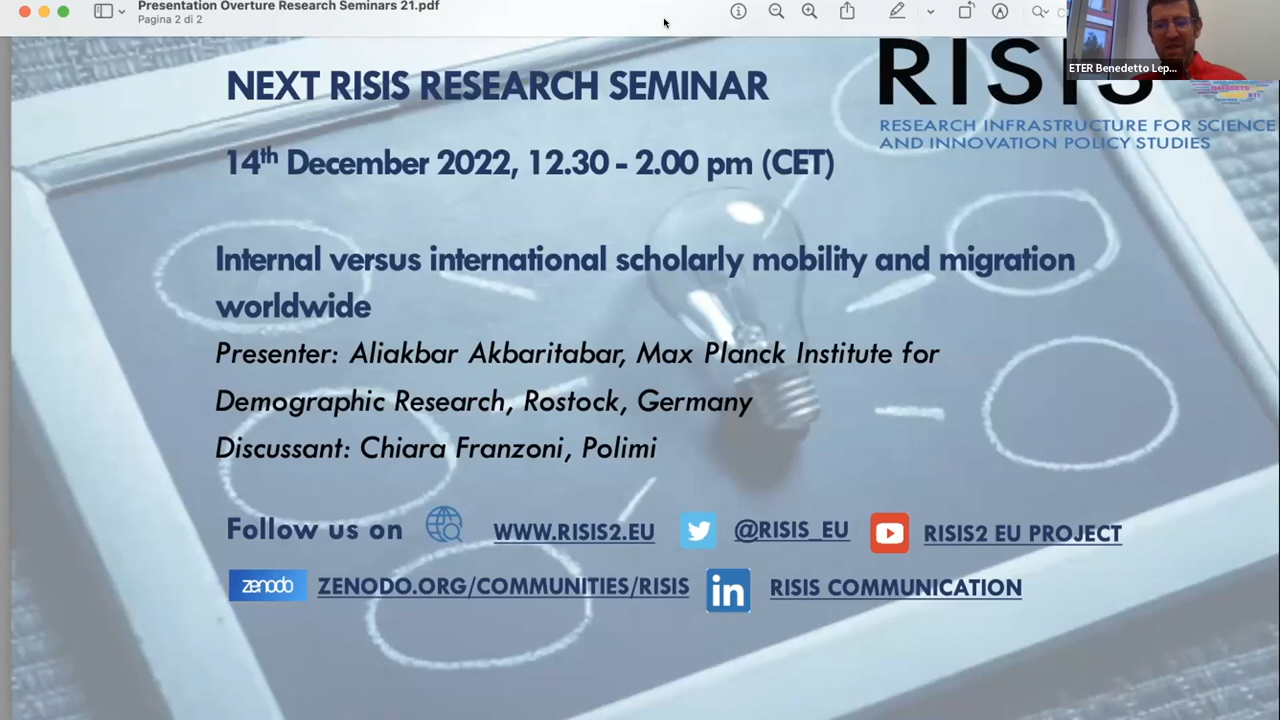 Presentation Overture Research Seminars 21.pdf
Pagina 2 di 2
ETER Benedetto Lep...
NEXT RISIS RESEARCH SEMINAR
RISIS
RESEARCH INFRASTRUCTURE FOR SCIENCE
AND INNOVATION POLICY STUDIES
14th December 2022, 12.30 - 2.00 pm (CET)
Internal versus international scholarly mobility and migration
worldwide
Presenter: Aliakbar Akbaritabar, Max Planck Institute for
Demographic Research, Rostock, Germany
Discussant: Chiara Franzoni, Polimi
Follow us on WWW.RISIS2.EU @RISIS_EU RISIS2 EU PROJECT
zenodo ZENODO.ORG/COMMUNITIES/RISIS in RISIS COMMUNICATION